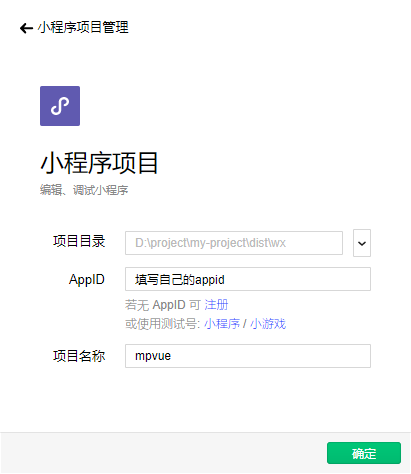 小程序项目管理
小程序项目
编辑、调试小程序
项目目录 D:\project\my-project\dist\wx
AppID 填写自己的appid
若无 AppID 可 注册
或使用测试号: 小程序 / 小游戏
项目名称 mpvue
确定